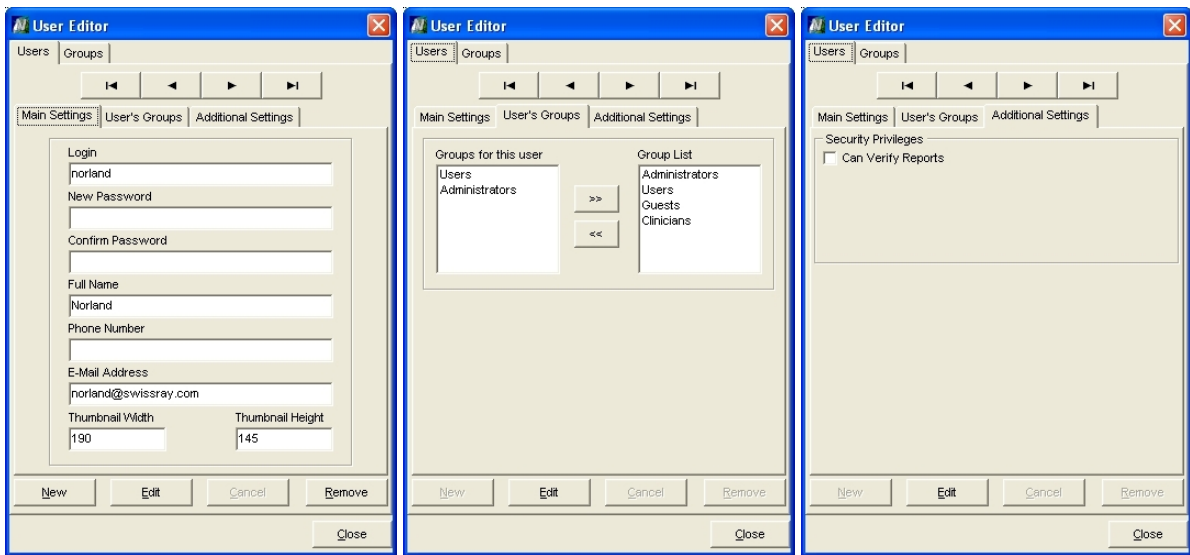 User Editor
Users Groups
Main Settings User's Groups Additional Settings
Login
norland
New Password
Confirm Password
Full Name
Norland
Phone Number
E-Mail Address
norland@swissray.com
Thumbnail Width Thumbnail Height
190 145
New Edit Cancel Remove
Close
User Editor
Users Groups
Main Settings User's Groups Additional Settings
Groups for this user Group List
Users
Administrators
>>
<<
Administrators
Users
Guests
Clinicians
New Edit Cancel Remove
Close
User Editor
Users Groups
Main Settings User's Groups Additional Settings
Security Privileges
Can Verify Reports
New Edit Cancel Remove
Close